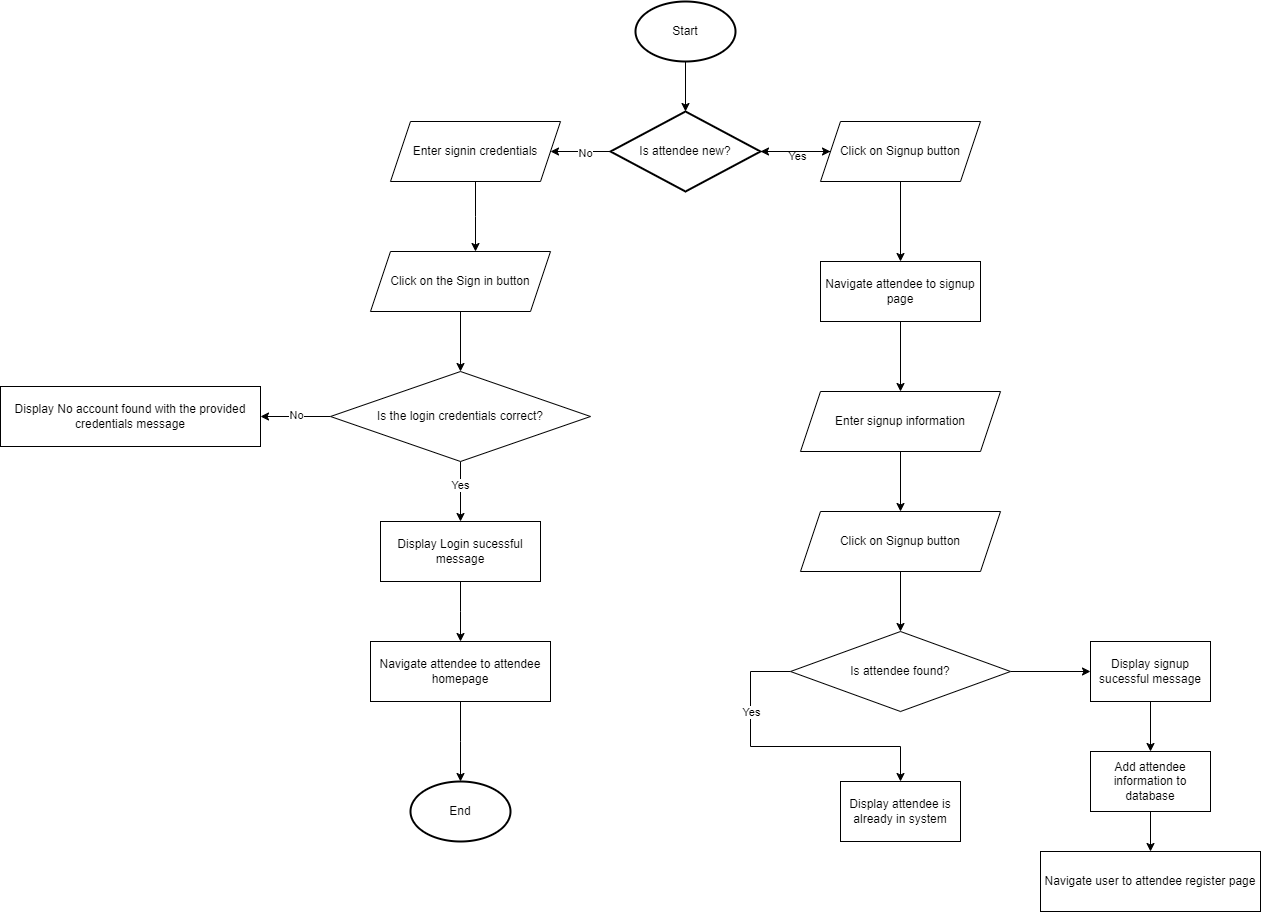 Start
Enter signin credentials
No
Is attendee new?
Yes
Click on Signup button
Click on the Sign in button
Navigate attendee to signup
page
Display No account found with the provided
credentials message
No
Is the login credentials correct?
Enter signup information
Yes
Display Login sucessful
message
Click on Signup button
Navigate attendee to attendee
homepage
Is attendee found?
Display signup
sucessful message
Yes
Add attendee
information to
database
End
Display attendee is
already in system
Navigate user to attendee register page